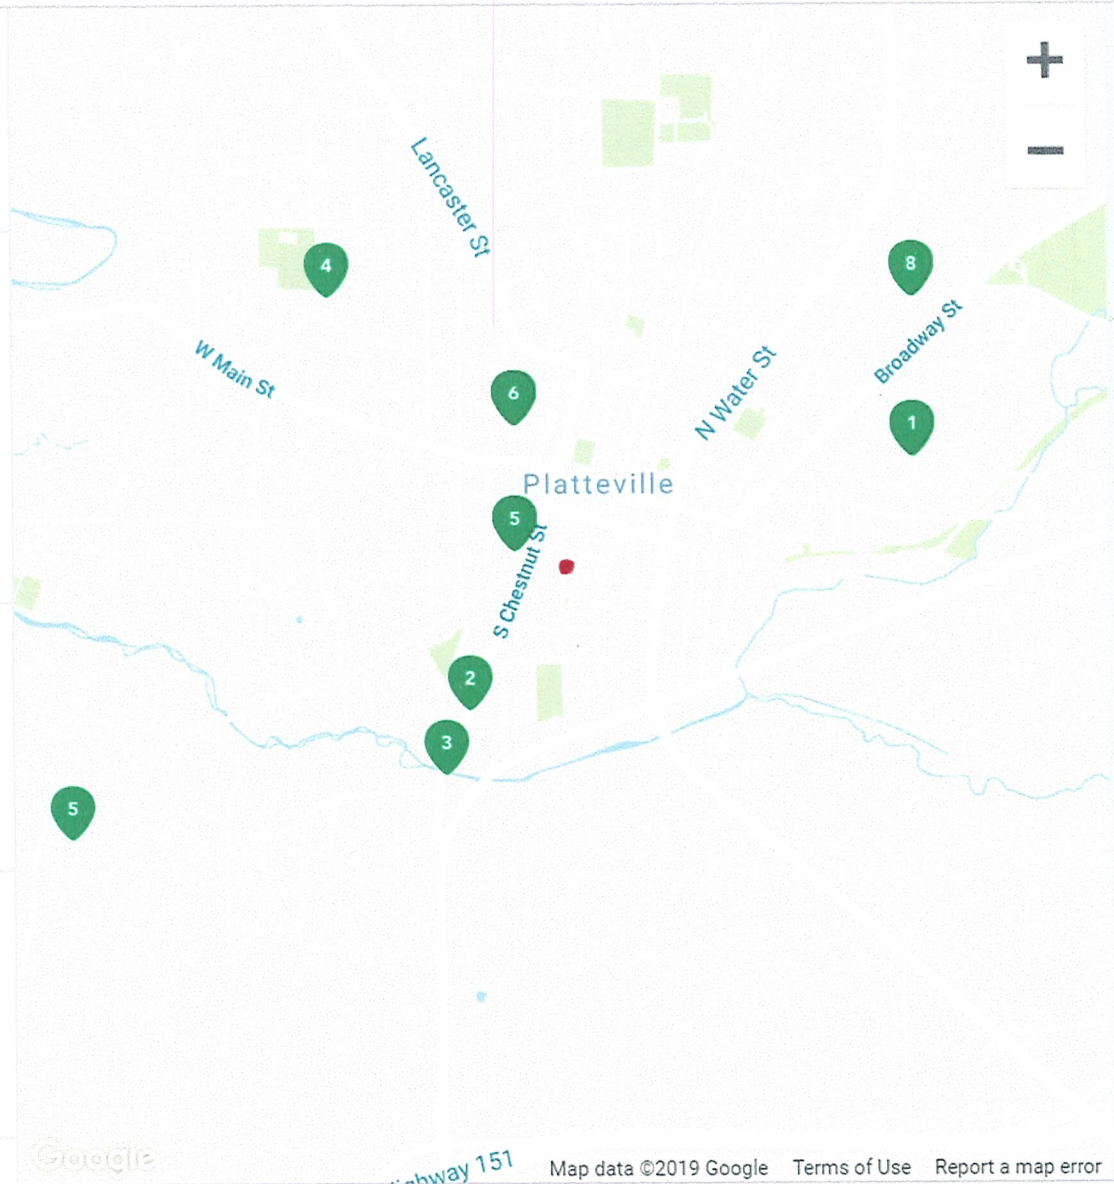 +
−
Lancaster St
4
8
Broadway St
W Main St
N Water St
6
1
Platteville
5
S Chestnut St
2
3
5
Google
ighway 151
Map data ©2019 Google
Terms of Use
Report a map error